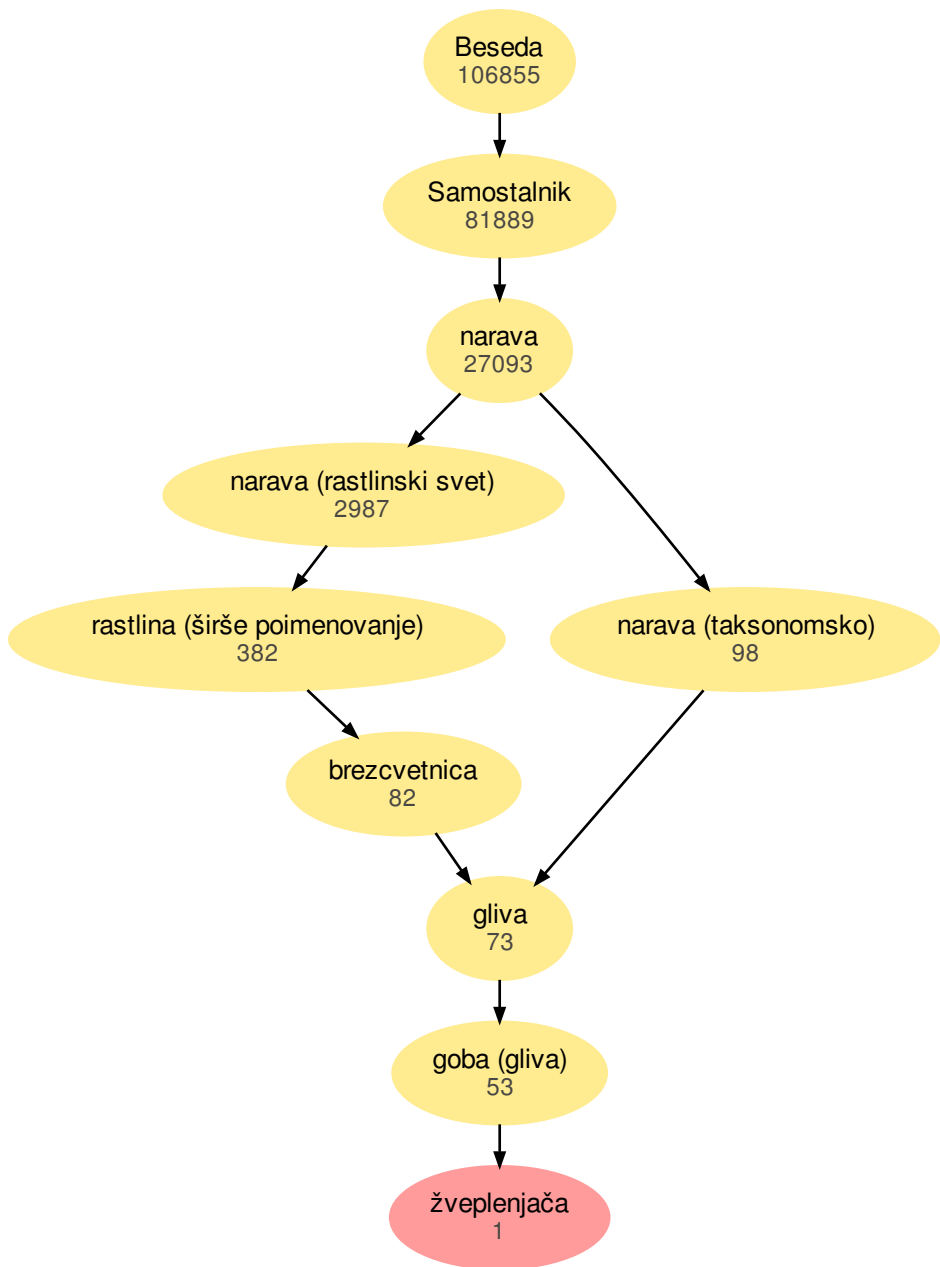 Beseda
106855
Samostalnik
81889
narava
27093
narava (rastlinski svet)
2987
rastlina (širše poimenovanje)
382
narava (taksonomsko)
98
brezcvetnica
82
gliva
73
goba (gliva)
53
žveplenjača
1